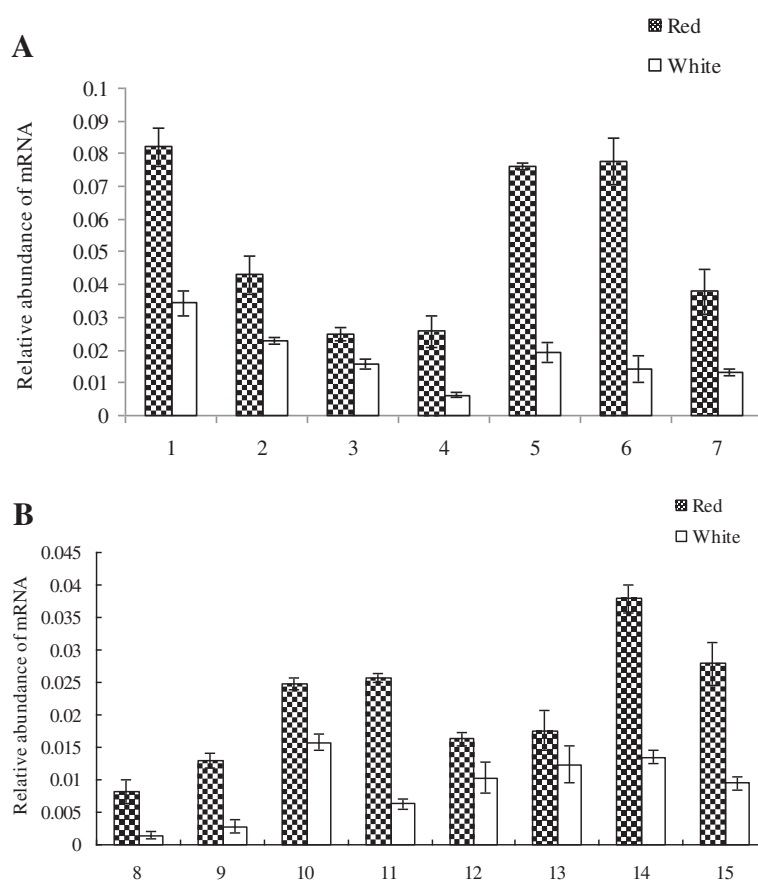 A
Red
White
Relative abundance of mRNA
0.1
0.09
0.08
0.07
0.06
0.05
0.04
0.03
0.02
0.01
0
1 2 3 4 5 6 7
B
Red
White
Relative abundance of mRNA
0.045
0.04
0.035
0.03
0.025
0.02
0.015
0.01
0.005
0
8 9 10 11 12 13 14 15